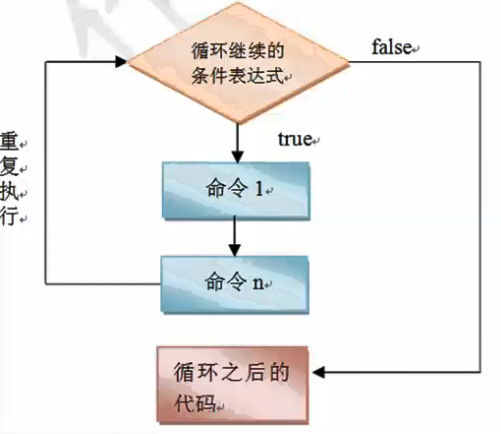 循环继续的
条件表达式
false
true
重
复
执
行
命令 1
命令 n
循环之后的
代码